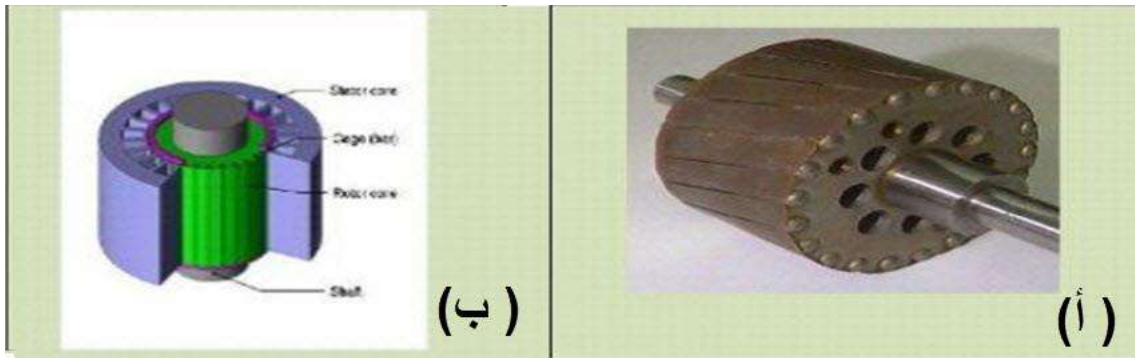 Stator core
Cage (bar)
Rotor core
Shaft
(ب)
(أ)